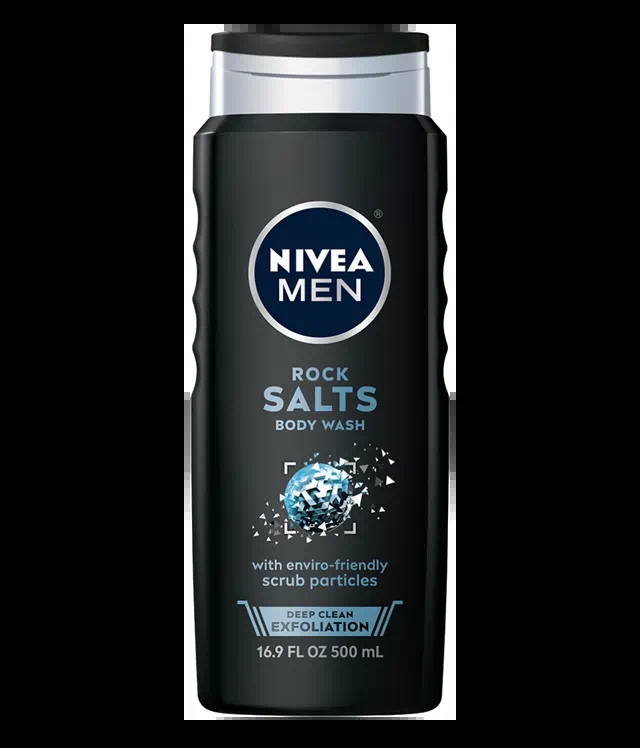 ®
NIVEA
MEN
ROCK
SALTS
BODY WASH
with enviro-friendly
scrub particles
DEEP CLEAN
EXFOLIATION
16.9 FL OZ 500 mL